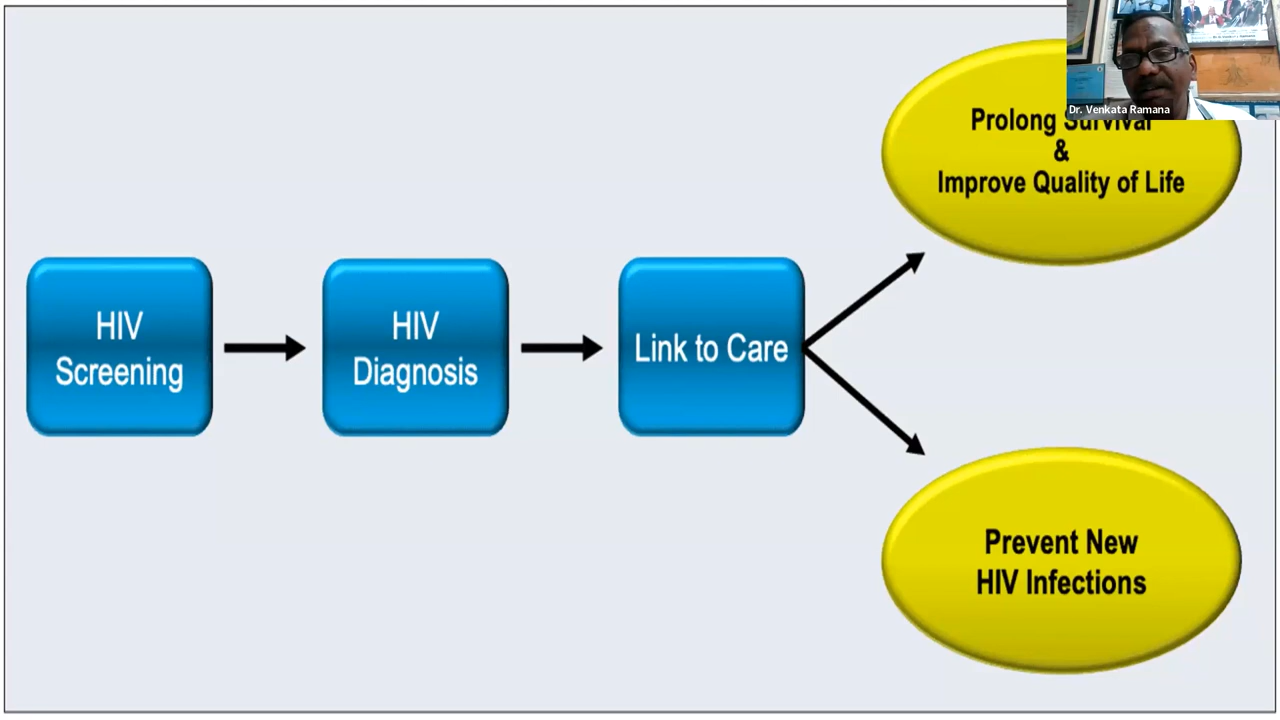 HIV
Screening
HIV
Diagnosis
Link to Care
Prolong Survival
&
Improve Quality of Life
Prevent New
HIV Infections
Dr. Venkata Ramana